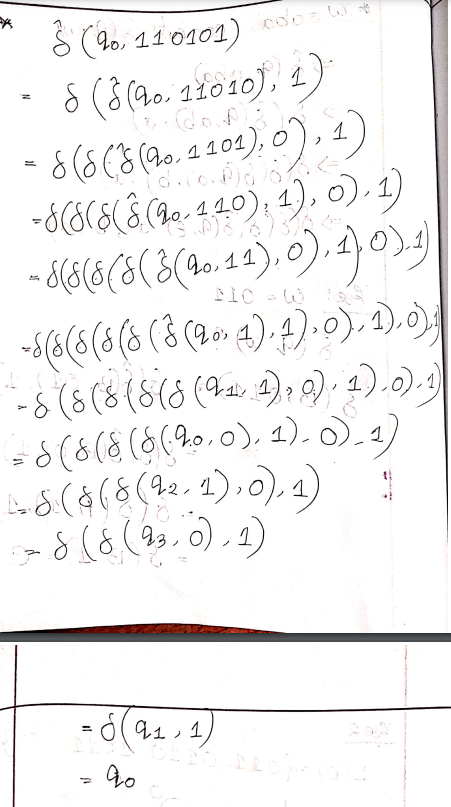 * δ̂(q₀, 110101)
= δ(δ̂(q₀, 11010), 1)
= δ(δ(δ̂(q₀, 1101), 0), 1)
= δ(δ(δ(δ̂(q₀, 110), 1), 0), 1)
= δ(δ(δ(δ(δ̂(q₀, 11), 0), 1), 0), 1)
= δ(δ(δ(δ(δ(δ̂(q₀, 1), 1), 0), 1), 0), 1
= δ(δ(δ(δ(δ(q₁, 1), 0), 1), 0), 1)
= δ(δ(δ(δ(q₀, 0), 1), 0), 1)
= δ(δ(δ(q₂, 1), 0), 1)
= δ(δ(q₃, 0), 1)
= δ(q₁, 1)
= q₀